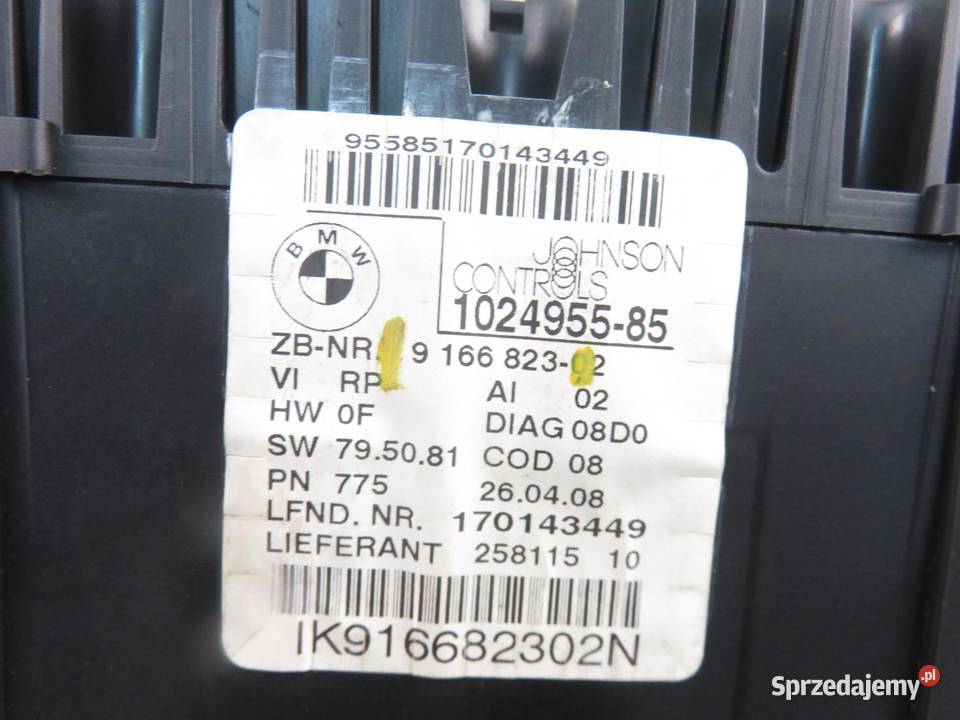 95585170143449
BMW
JOHNSON
CONTROLS
1024955-85
ZB-NR. 9 166 823-02
VI RP AI 02
HW 0F DIAG 08D0
SW 79.50.81 COD 08
PN 775 26.04.08
LFND. NR. 170143449
LIEFERANT 258115 10
IK916682302N
Sprzedajemy.pl